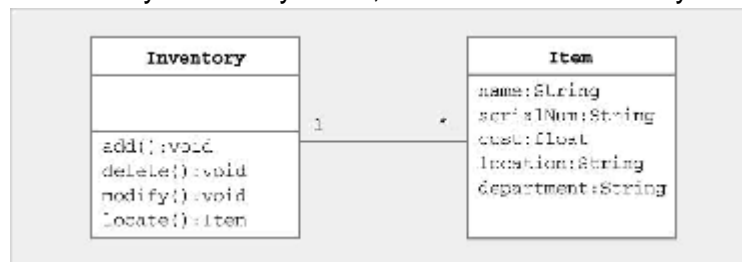 Inventory
add():void
delete():void
modify():void
locate():Item
1
*
Item
name:String
serialNum:String
cost:float
location:String
department:String